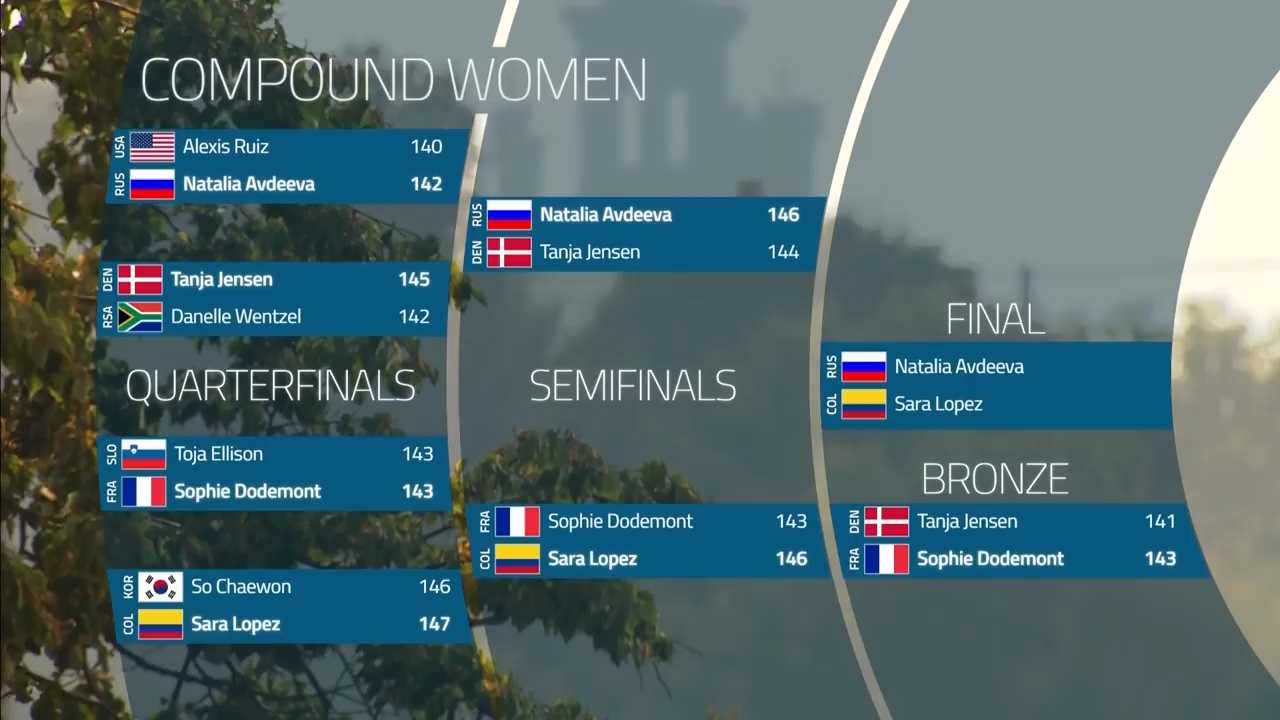 COMPOUND WOMEN
USA Alexis Ruiz 140
RUS Natalia Avdeeva 142
DEN Tanja Jensen 145
RSA Danelle Wentzel 142
QUARTERFINALS
SLO Toja Ellison 143
FRA Sophie Dodemont 143
KOR So Chaewon 146
COL Sara Lopez 147
RUS Natalia Avdeeva 146
DEN Tanja Jensen 144
SEMIFINALS
FRA Sophie Dodemont 143
COL Sara Lopez 146
FINAL
RUS Natalia Avdeeva
COL Sara Lopez
BRONZE
DEN Tanja Jensen 141
FRA Sophie Dodemont 143